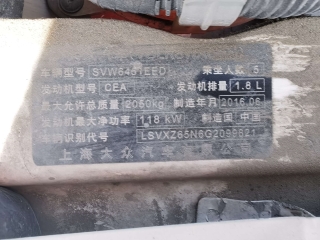 车辆型号 SVW6451EED 乘坐人数 5
发动机型号 CEA 发动机排量 1.8 L
最大允许总质量 2050kg 制造年月 2016.06
发动机最大净功率 118 kW 制造国 中国
车辆识别代号 LSVXZ65N6G2099621
上海大众汽车有限公司